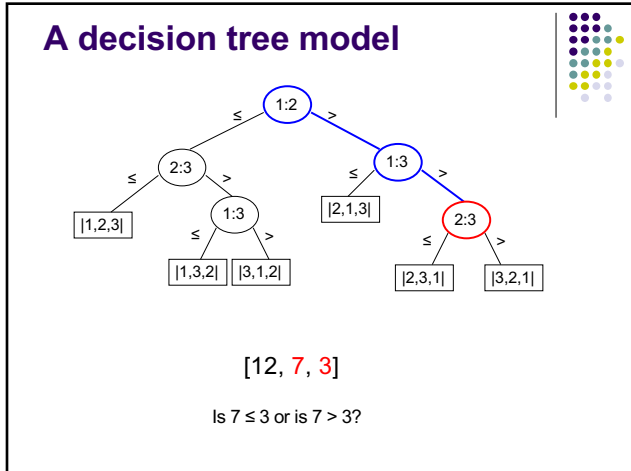 A decision tree model
1:2
≤ >
2:3 1:3
≤ > ≤ >
|1,2,3| 1:3 |2,1,3| 2:3
≤ > ≤ >
|1,3,2| |3,1,2| |2,3,1| |3,2,1|
[12, 7, 3]
Is 7 ≤ 3 or is 7 > 3?